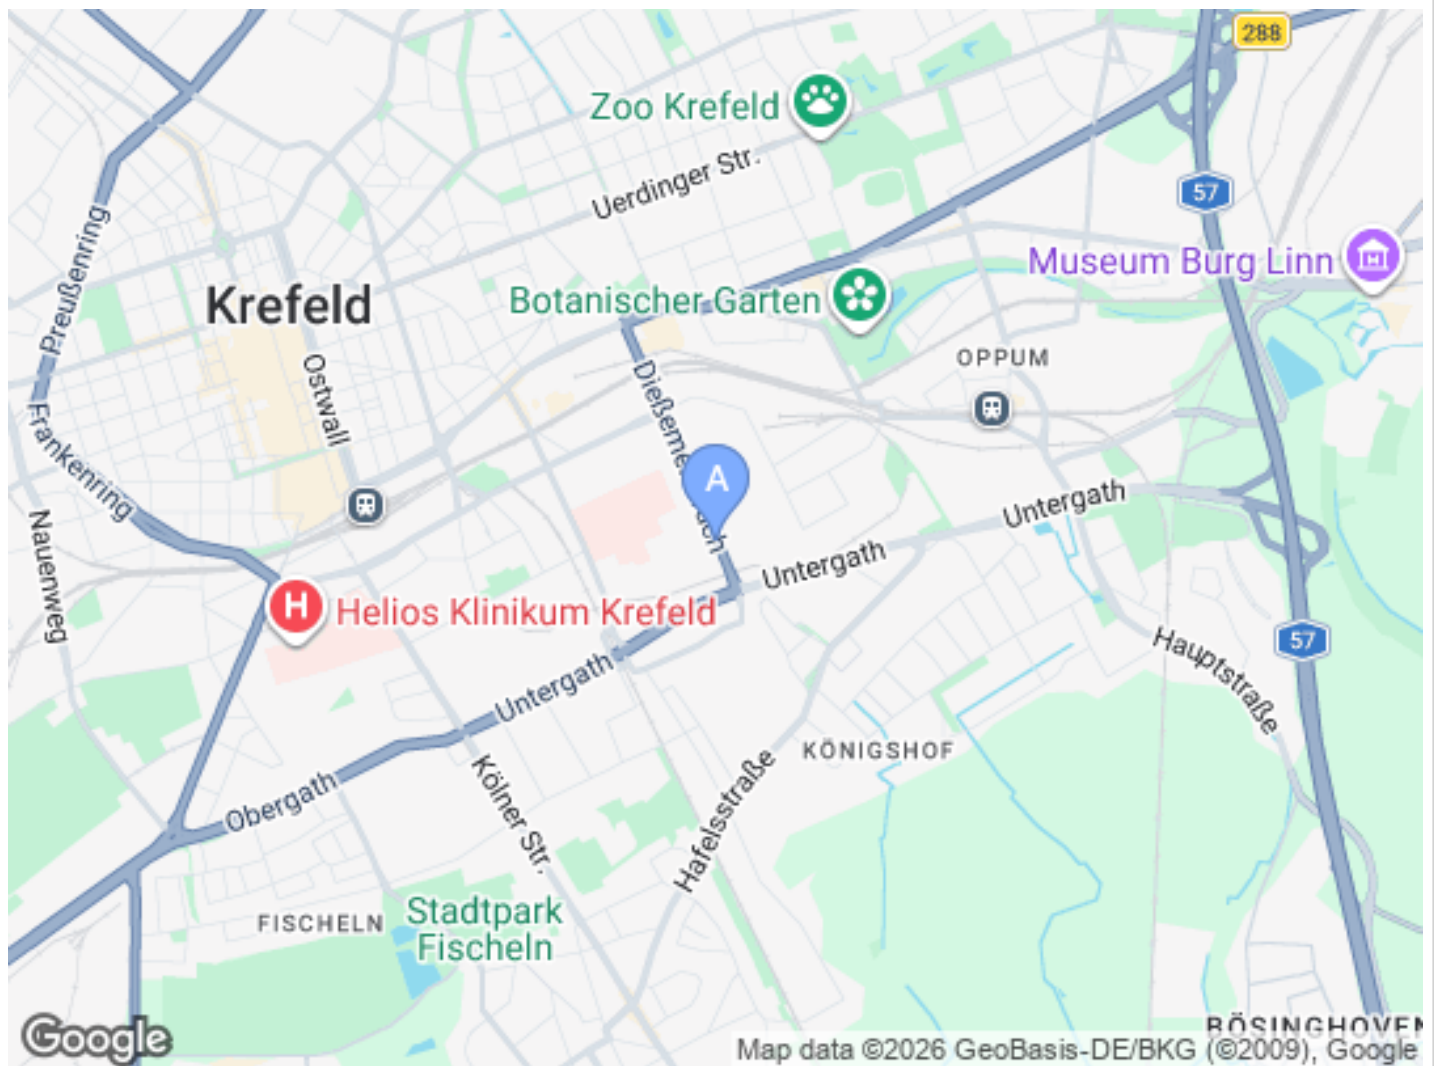 288
Zoo Krefeld
Uerdinger Str.
57
Preußenring
Museum Burg Linn
Krefeld
Botanischer Garten
OPPUM
Ostwall
Frankenring
A
Untergath
Nauenweg
Untergath
H
Helios Klinikum Krefeld
57
Hauptstraße
Untergath
KÖNIGSHOF
Obergath
Kölner Str.
Hafelsstraße
FISCHELN
Stadtpark
Fischeln
BÖSINGHOVEN
Google
Map data ©2026 GeoBasis-DE/BKG (©2009), Google